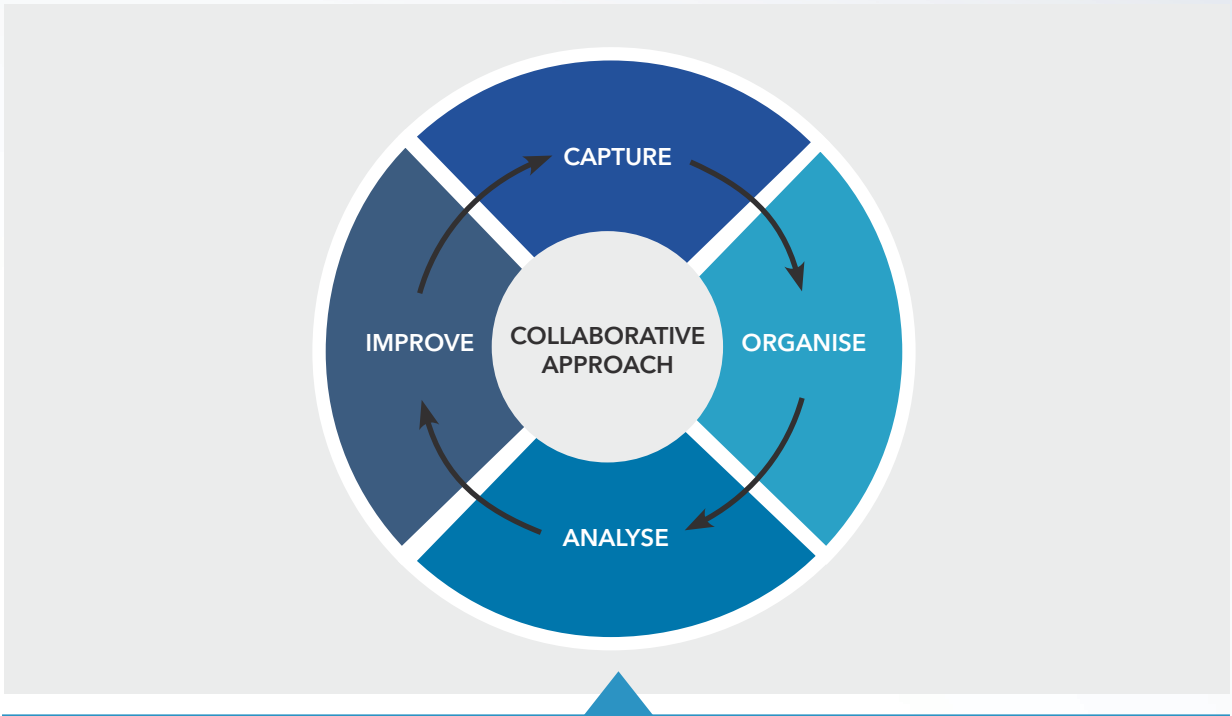 CAPTURE
ORGANISE
ANALYSE
IMPROVE
COLLABORATIVE
APPROACH